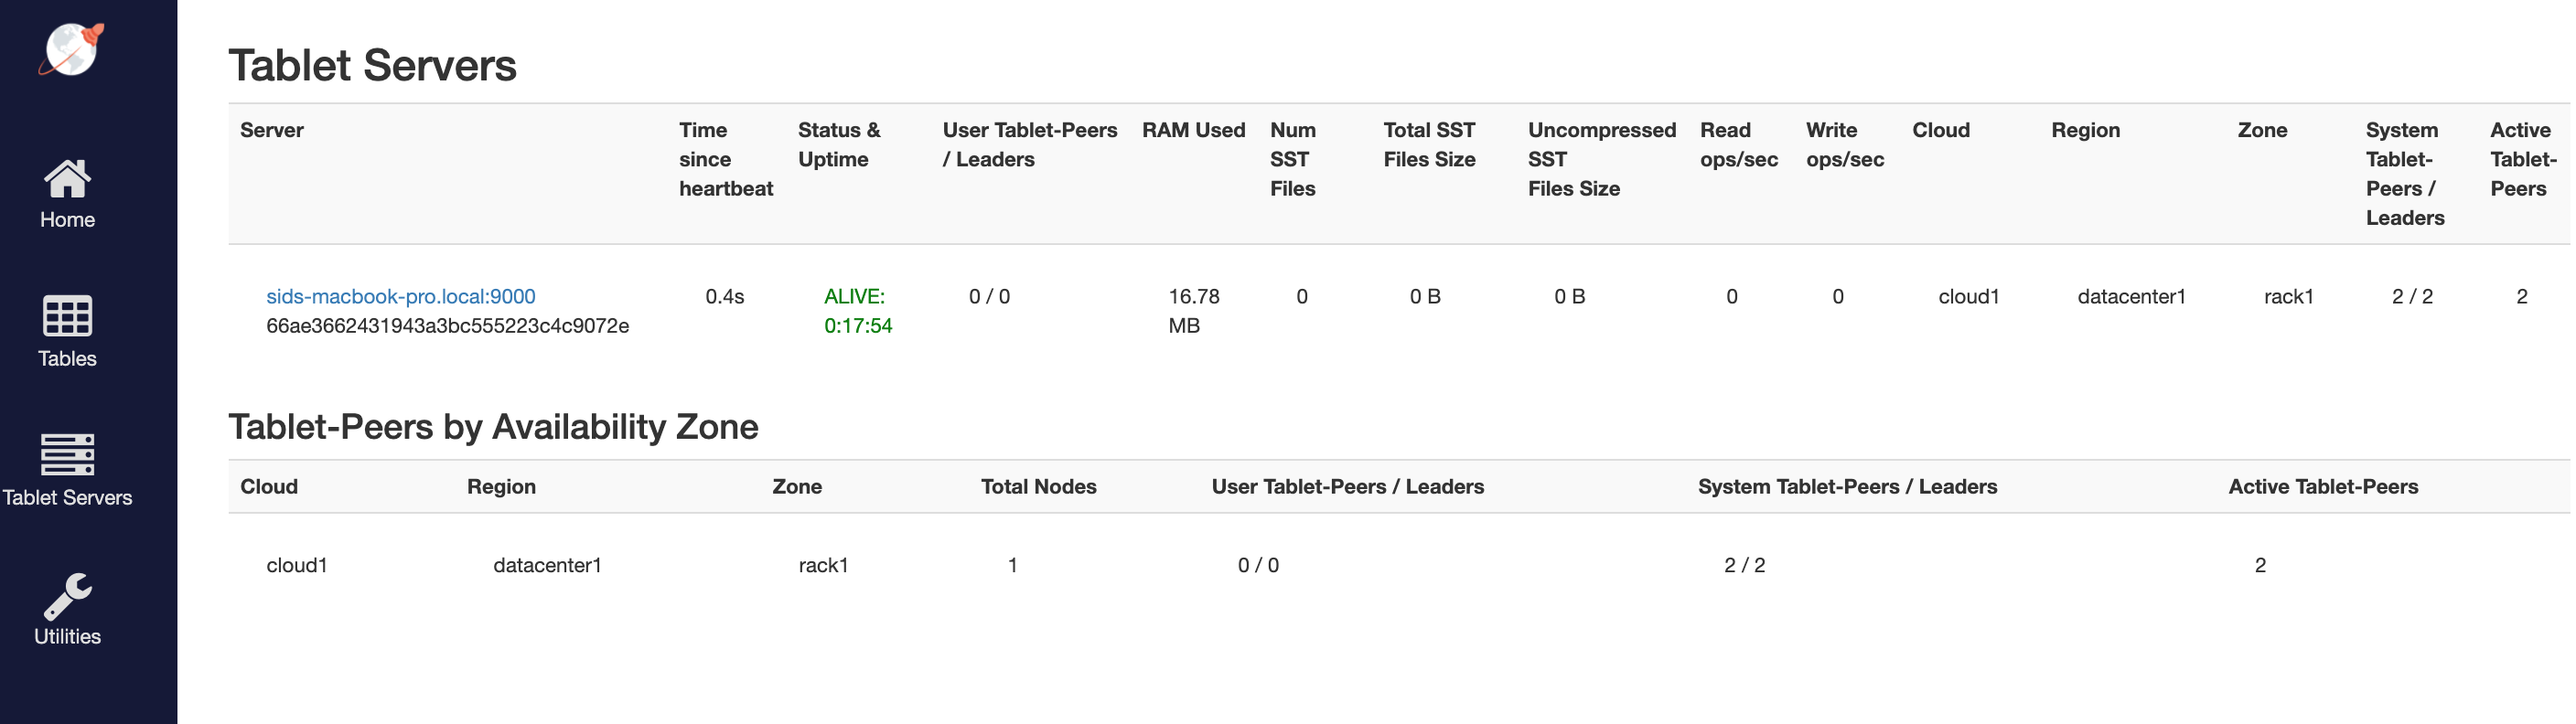 Home
Tables
Tablet Servers
Utilities
Tablet Servers
Server Time since heartbeat Status & Uptime User Tablet-Peers / Leaders RAM Used Num SST Files Total SST Files Size Uncompressed SST Files Size Read ops/sec Write ops/sec Cloud Region Zone System Tablet-Peers / Leaders Active Tablet-Peers
sids-macbook-pro.local:9000 0.4s ALIVE: 0 / 0 16.78 0 0 B 0 B 0 0 cloud1 datacenter1 rack1 2 / 2 2
66ae3662431943a3bc555223c4c9072e 0:17:54 MB
Tablet-Peers by Availability Zone
Cloud Region Zone Total Nodes User Tablet-Peers / Leaders System Tablet-Peers / Leaders Active Tablet-Peers
cloud1 datacenter1 rack1 1 0 / 0 2 / 2 2